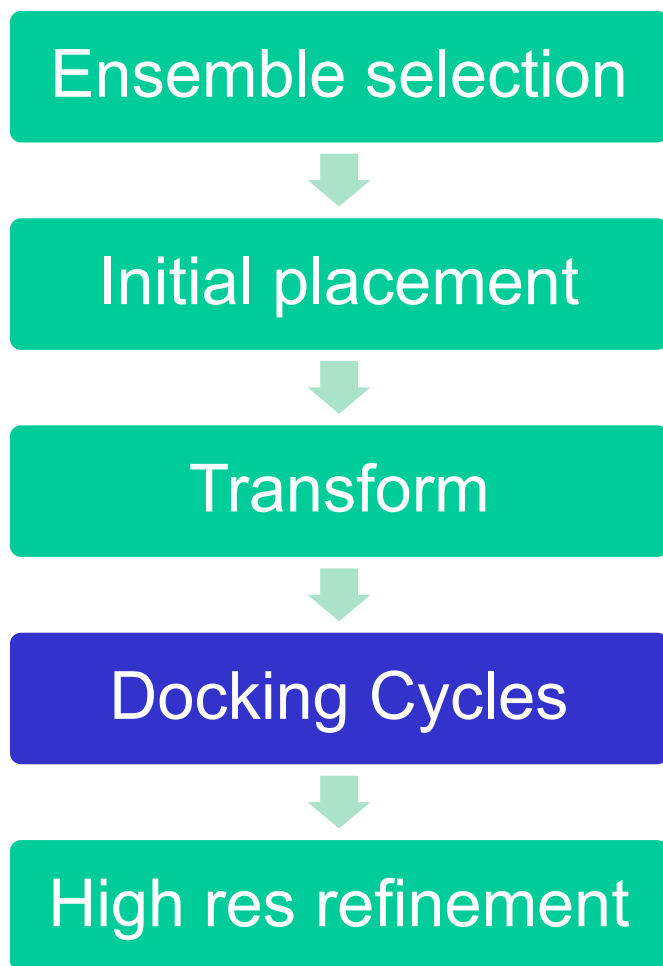 Ensemble selection
Initial placement
Transform
Docking Cycles
High res refinement